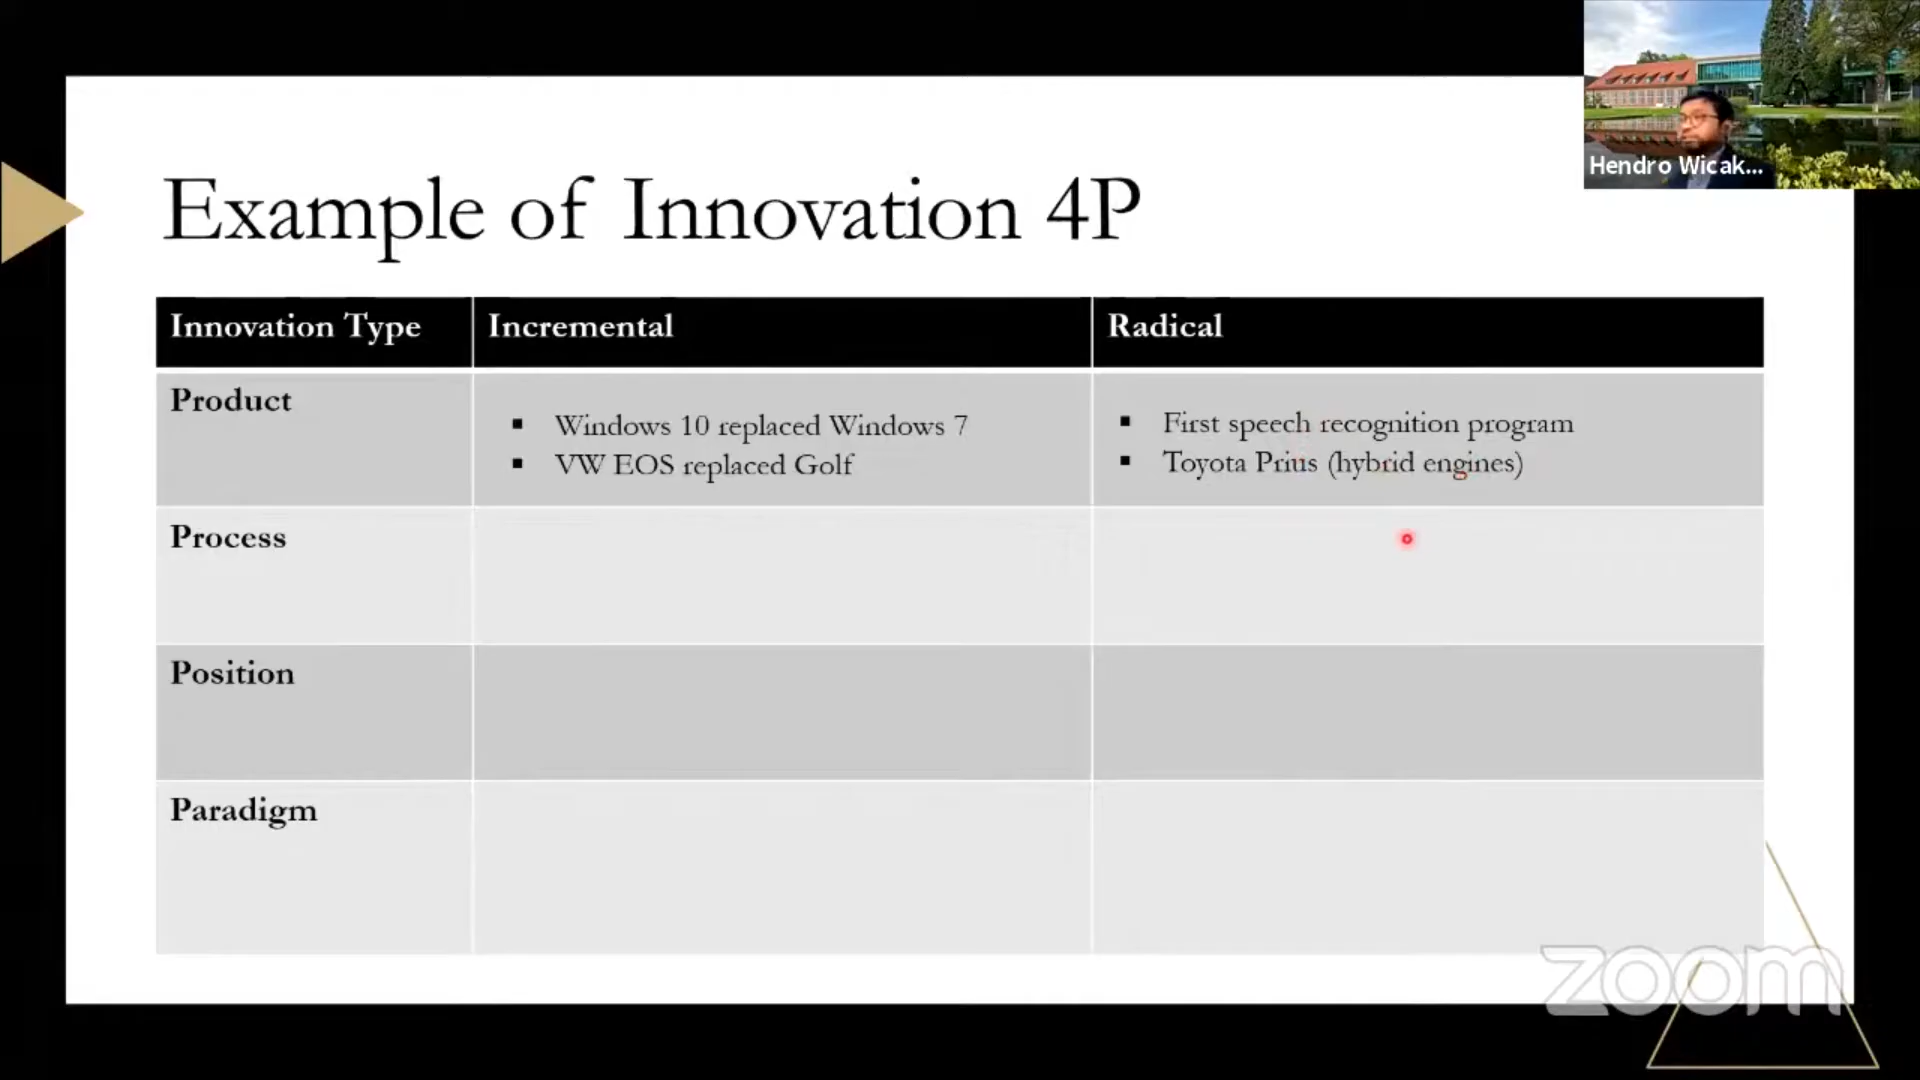 Hendro Wicak...
Example of Innovation 4P
Innovation Type
Incremental
Radical
Product
▪ Windows 10 replaced Windows 7
▪ VW EOS replaced Golf
▪ First speech recognition program
▪ Toyota Prius (hybrid engines)
Process
Position
Paradigm
zoom